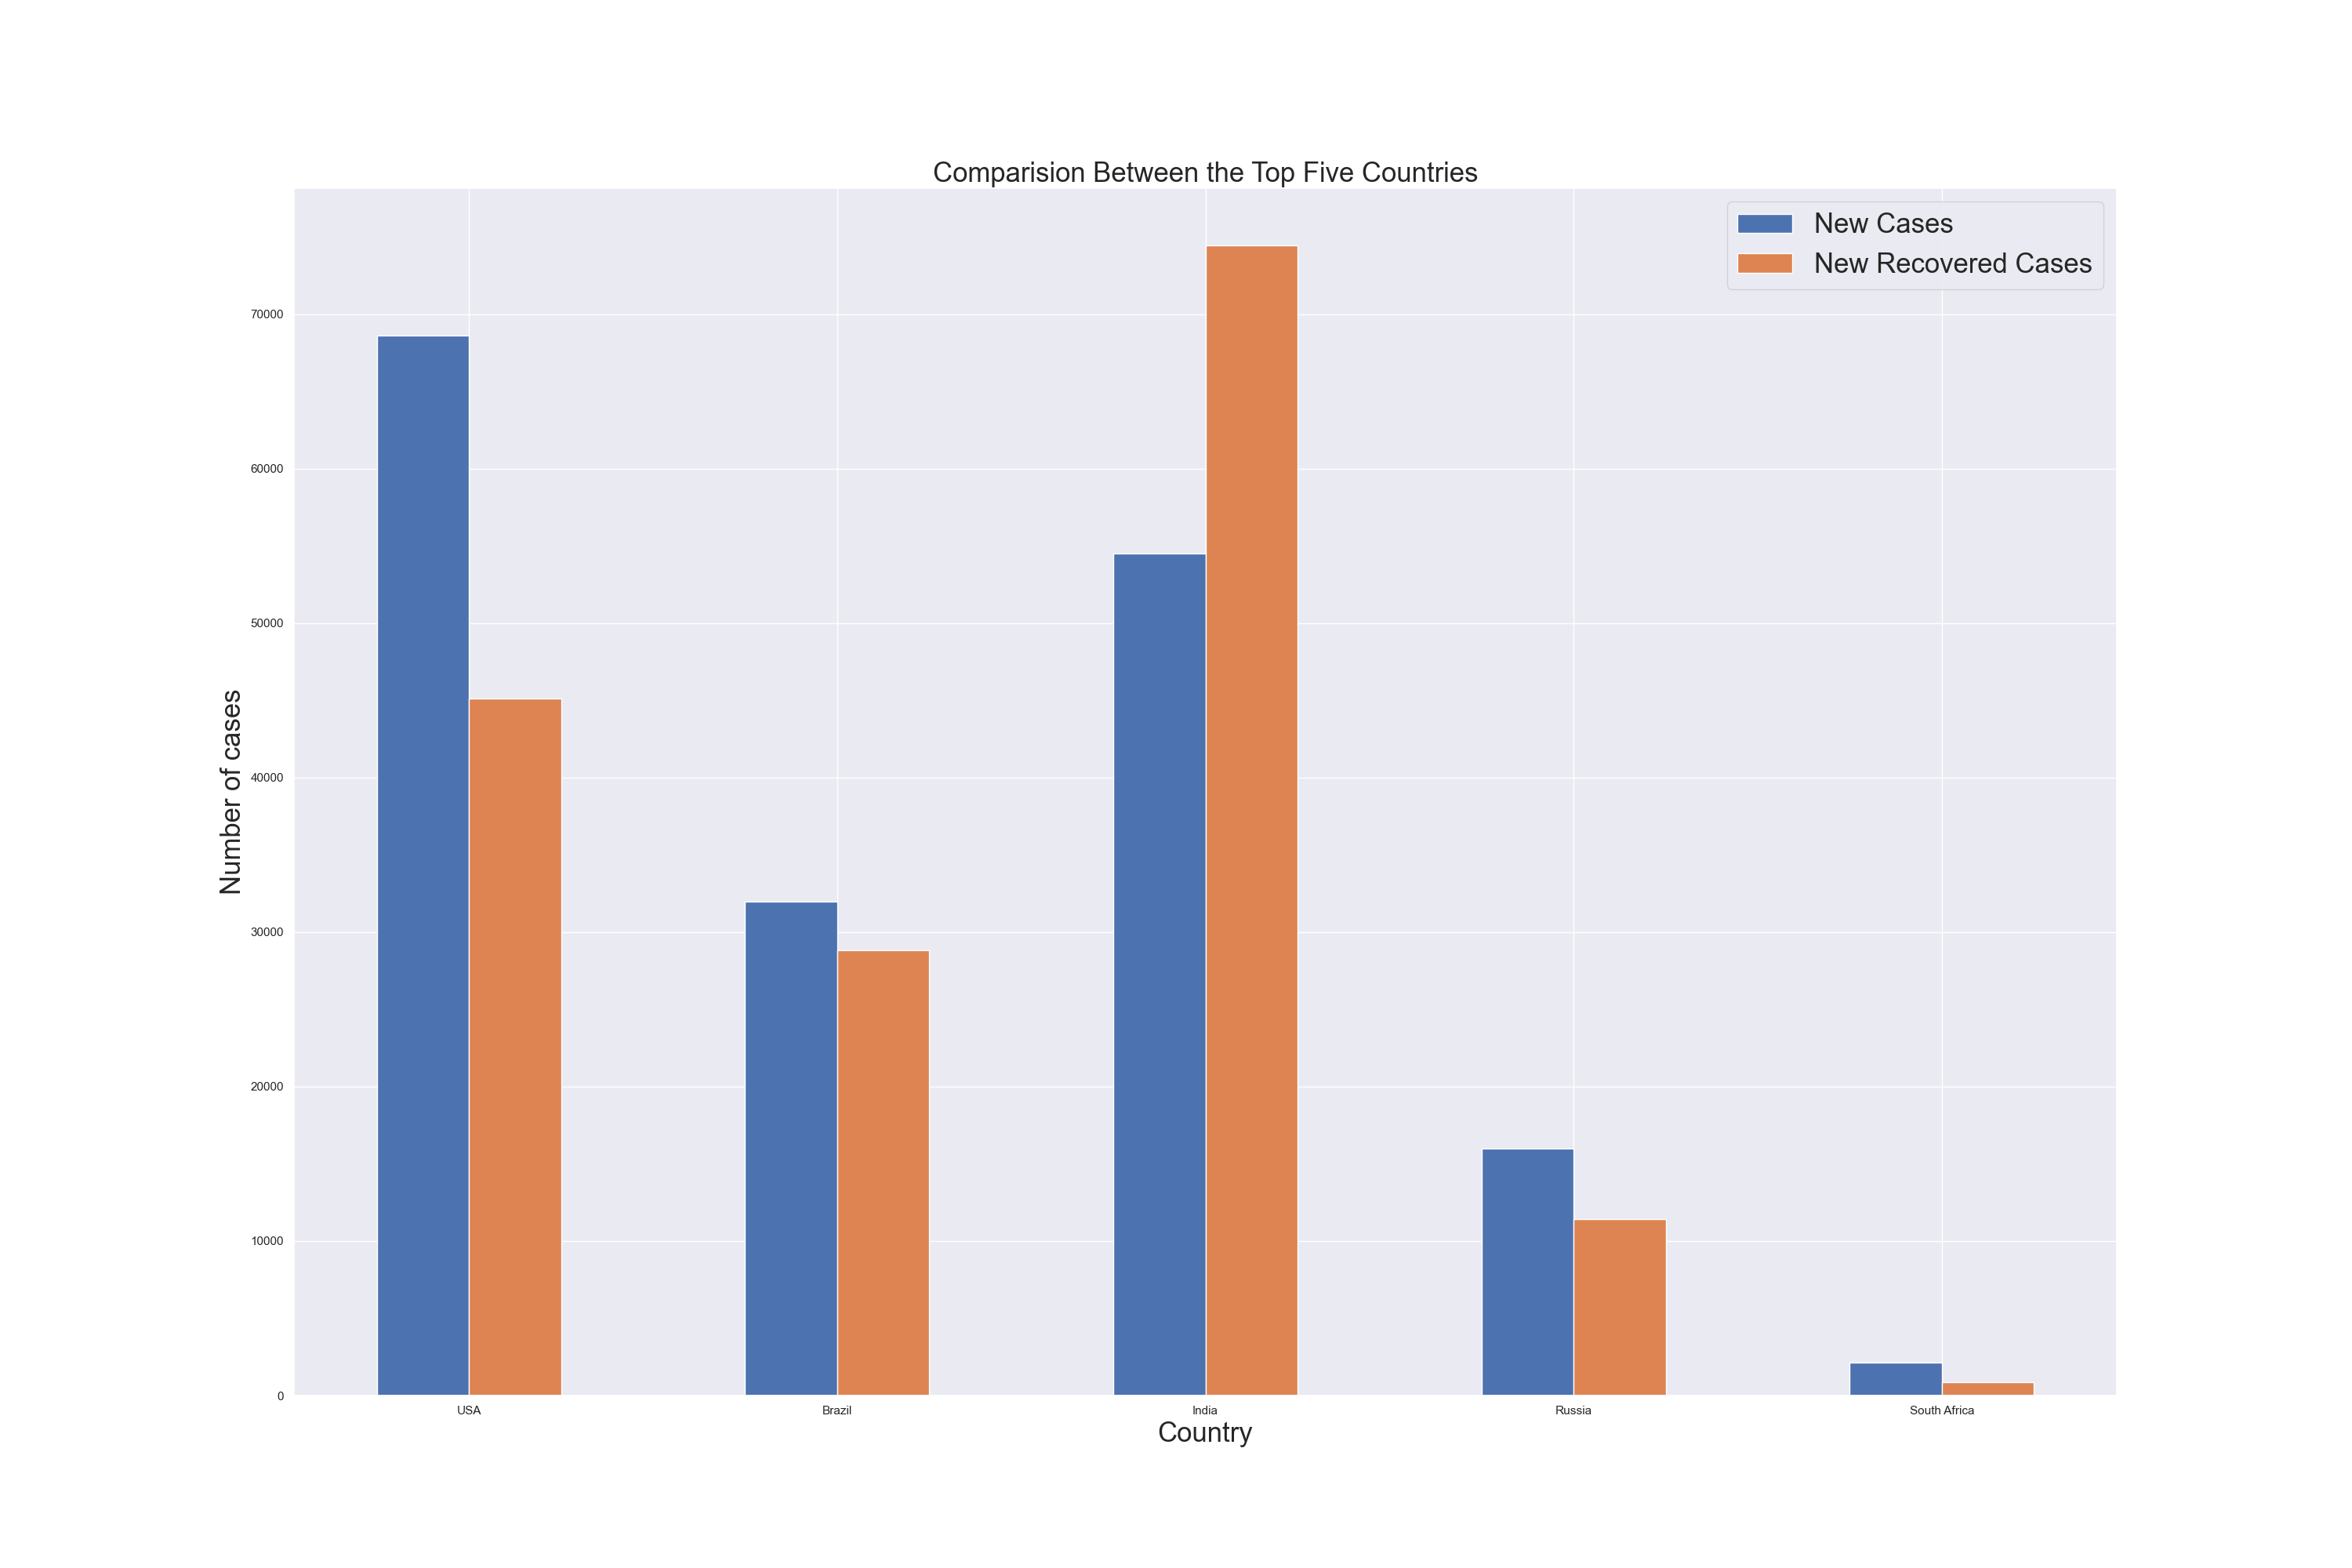 Comparision Between the Top Five Countries
New Cases
New Recovered Cases
Number of cases
70000
60000
50000
40000
30000
20000
10000
0
USA
Brazil
India
Russia
South Africa
Country